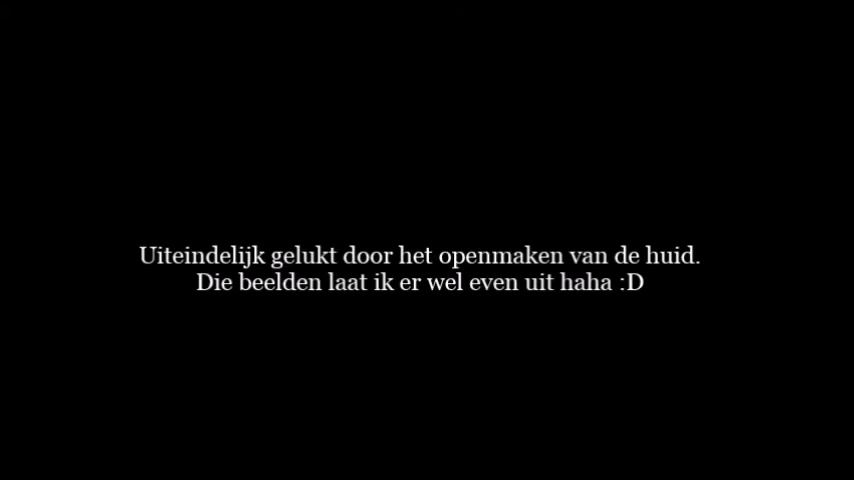 Uiteindelijk gelukt door het openmaken van de huid.
Die beelden laat ik er wel even uit haha :D